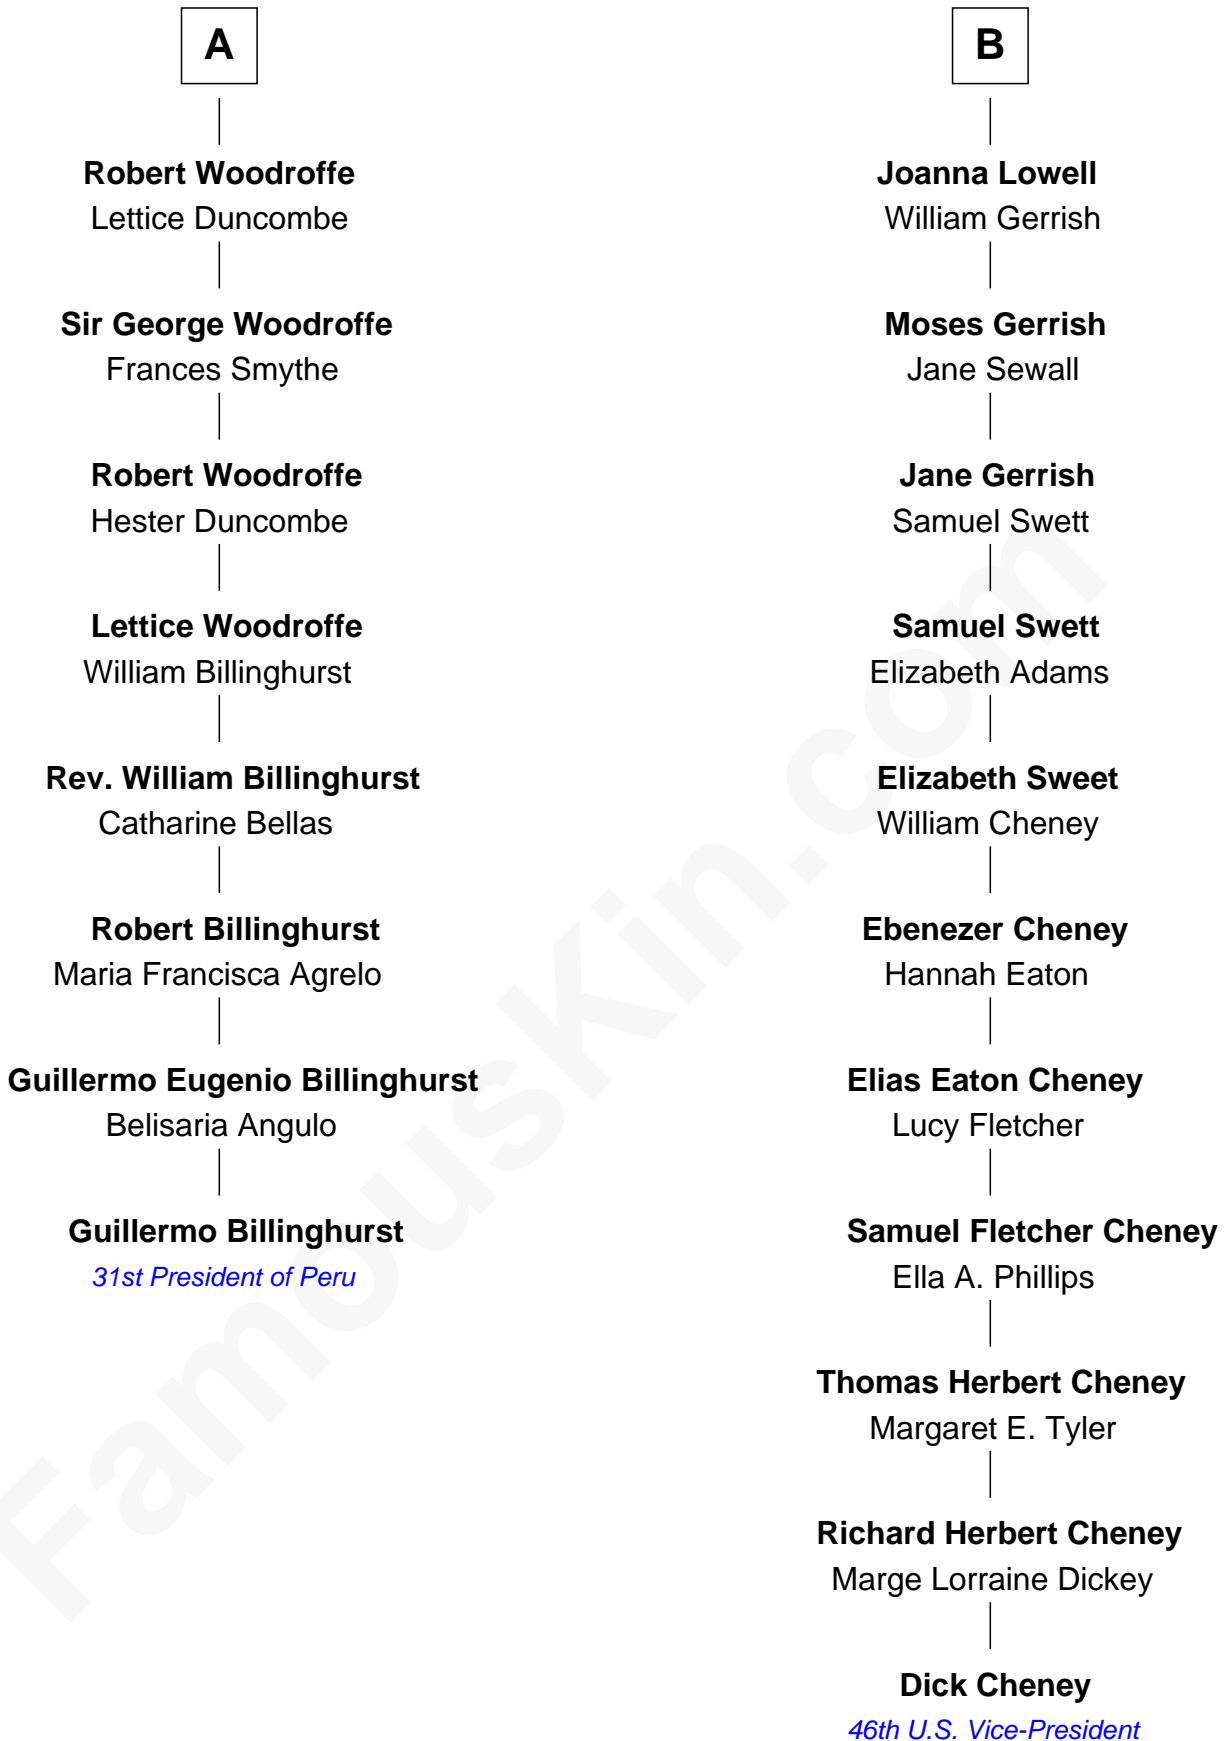 A
Robert Woodroffe
Lettice Duncombe
Sir George Woodroffe
Frances Smythe
Robert Woodroffe
Hester Duncombe
Lettice Woodroffe
William Billinghurst
Rev. William Billinghurst
Catharine Bellas
Robert Billinghurst
Maria Francisca Agrelo
Guillermo Eugenio Billinghurst
Belisaria Angulo
Guillermo Billinghurst
31st President of Peru
B
Joanna Lowell
William Gerrish
Moses Gerrish
Jane Sewall
Jane Gerrish
Samuel Swett
Samuel Swett
Elizabeth Adams
Elizabeth Sweet
William Cheney
Ebenezer Cheney
Hannah Eaton
Elias Eaton Cheney
Lucy Fletcher
Samuel Fletcher Cheney
Ella A. Phillips
Thomas Herbert Cheney
Margaret E. Tyler
Richard Herbert Cheney
Marge Lorraine Dickey
Dick Cheney
46th U.S. Vice-President
FamousKin.com